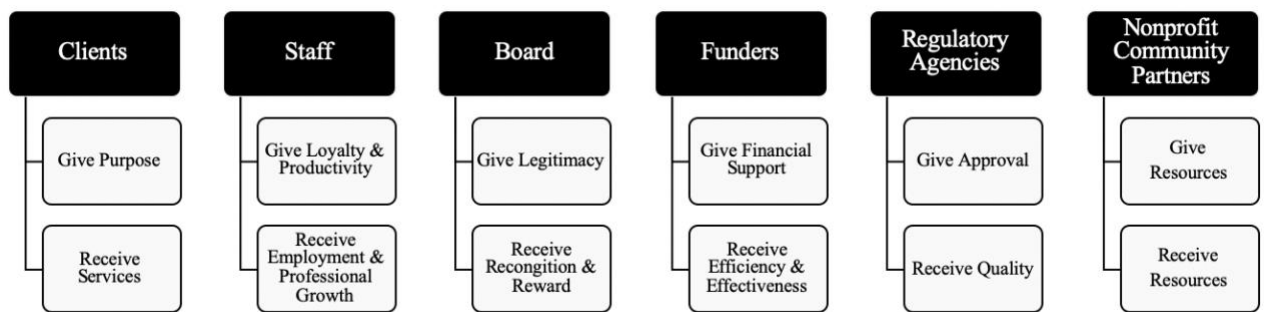 Clients
Give Purpose
Receive
Services
Staff
Give Loyalty &
Productivity
Receive
Employment &
Professional
Growth
Board
Give Legitimacy
Receive
Recongition &
Reward
Funders
Give Financial
Support
Receive
Efficiency &
Effectiveness
Regulatory
Agencies
Give Approval
Receive Quality
Nonprofit
Community
Partners
Give
Resources
Receive
Resources